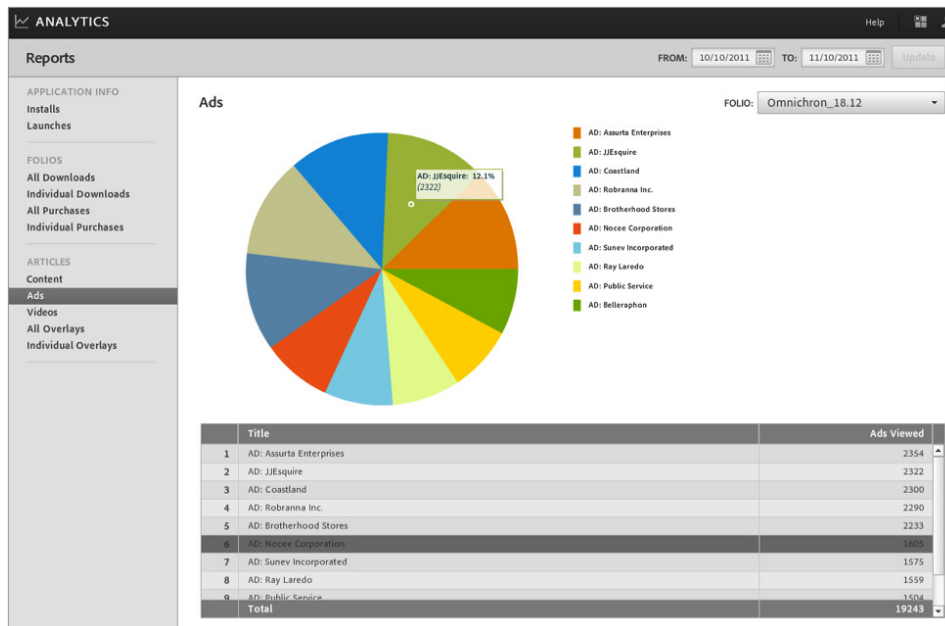 ANALYTICS Help
Reports FROM: 10/10/2011 TO: 11/10/2011 Update
APPLICATION INFO
Installs
Launches
FOLIOS
All Downloads
Individual Downloads
All Purchases
Individual Purchases
ARTICLES
Content
Ads
Videos
All Overlays
Individual Overlays
Ads FOLIO: Omnichron_18.12
AD: JJEsquire: 12.1%
(2322)
AD: Assurta Enterprises
AD: JJEsquire
AD: Coastland
AD: Robranna Inc.
AD: Brotherhood Stores
AD: Nocee Corporation
AD: Sunev Incorporated
AD: Ray Laredo
AD: Public Service
AD: Belleraphon
Title Ads Viewed
1 AD: Assurta Enterprises 2354
2 AD: JJEsquire 2322
3 AD: Coastland 2300
4 AD: Robranna Inc. 2290
5 AD: Brotherhood Stores 2233
6 AD: Nocee Corporation 1605
7 AD: Sunev Incorporated 1575
8 AD: Ray Laredo 1559
9 AD: Public Service 1504
Total 19243